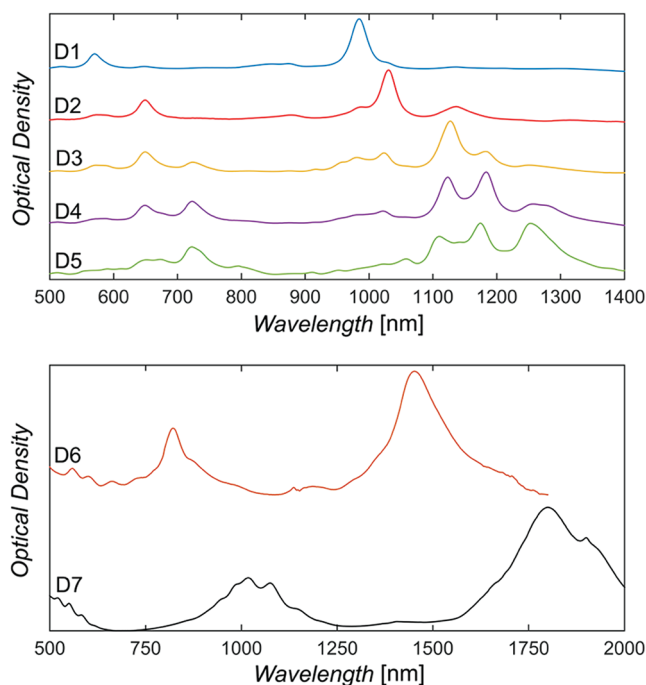 D1
D2
D3
D4
D5
Optical Density
500 600 700 800 900 1000 1100 1200 1300 1400
Wavelength [nm]
D6
D7
Optical Density
500 750 1000 1250 1500 1750 2000
Wavelength [nm]